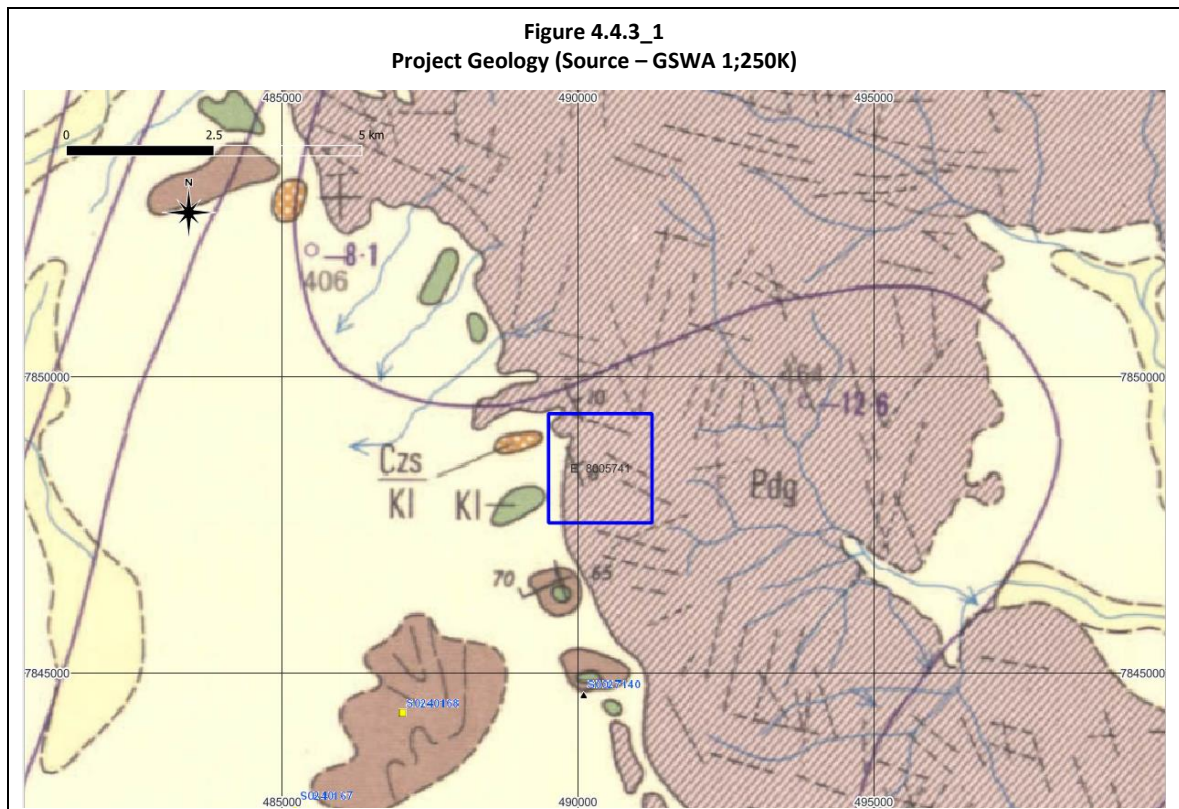 Figure 4.4.3_1
Project Geology (Source – GSWA 1;250K)
485000
490000
495000
0
2.5
5 km
N
8·1
406
7850000
7850000
464
12·6
70
Czs
Kl
Kl
E 8005741
Pdg
70
65
7845000
7845000
S0240168
S0240167
485000
490000
495000